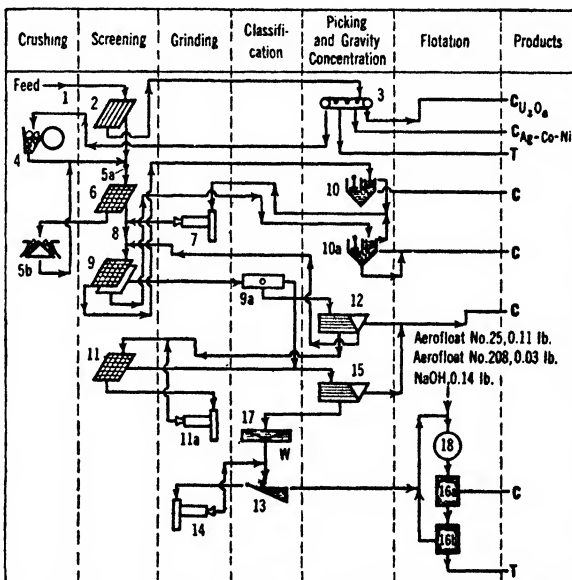 Crushing
Screening
Grinding
Classifi-
cation
Picking
and Gravity
Concentration
Flotation
Products
Feed
1
2
3
C U3O8
C Ag-Co-Ni
T
4
5a
6
10
C
7
8
5b
10a
C
9
9a
12
C
Aerofloat No.25, 0.11 lb.
Aerofloat No.208, 0.03 lb.
NaOH, 0.14 lb.
11
15
11a
17
W
18
13
14
16a
C
16b
T